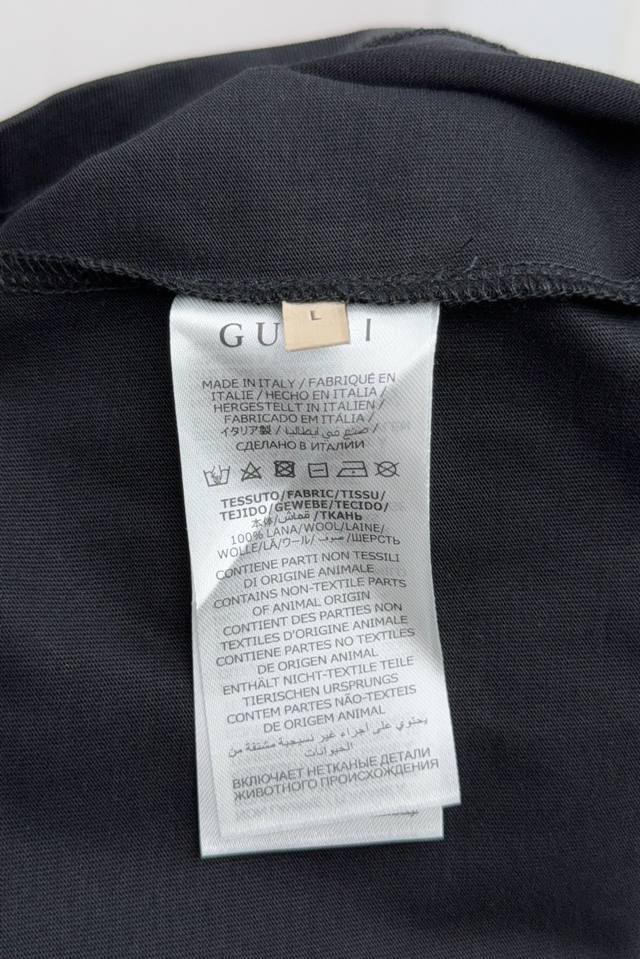 L
GU I
MADE IN ITALY / FABRIQUÉ EN
ITALIE / HECHO EN ITALIA /
HERGESTELLT IN ITALIEN /
FABRICADO EM ITÁLIA /
イタリア製 / صنع في ايطاليا /
СДЕЛАНО В ИТАЛИИ
TESSUTO/FABRIC/TISSU/
TEJIDO/GEWEBE/TECIDO/
本体/قماش/ТКАНЬ
100% LANA/WOOL/LAINE/
WOLLE/LÃ/ウール/صوف/ШЕРСТЬ
CONTIENE PARTI NON TESSILI
DI ORIGINE ANIMALE
CONTAINS NON-TEXTILE PARTS
OF ANIMAL ORIGIN
CONTIENT DES PARTIES NON
TEXTILES D'ORIGINE ANIMALE
CONTIENE PARTES NO TEXTILES
DE ORIGEN ANIMAL
ENTHÄLT NICHT-TEXTILE TEILE
TIERISCHEN URSPRUNGS
CONTEM PARTES NÃO-TEXTEIS
DE ORIGEM ANIMAL
يحتوي على أجزاء غير نسيجية مشتقة من
الحيوانات
ВКЛЮЧАЕТ НЕТКАНЫЕ ДЕТАЛИ
ЖИВОТНОГО ПРОИСХОЖДЕНИЯ